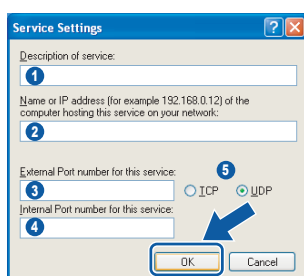 Service Settings
Description of service:
1
Name or IP address (for example 192.168.0.12) of the
computer hosting this service on your network:
2
External Port number for this service:
5
3
TCP
UDP
Internal Port number for this service:
4
OK
Cancel